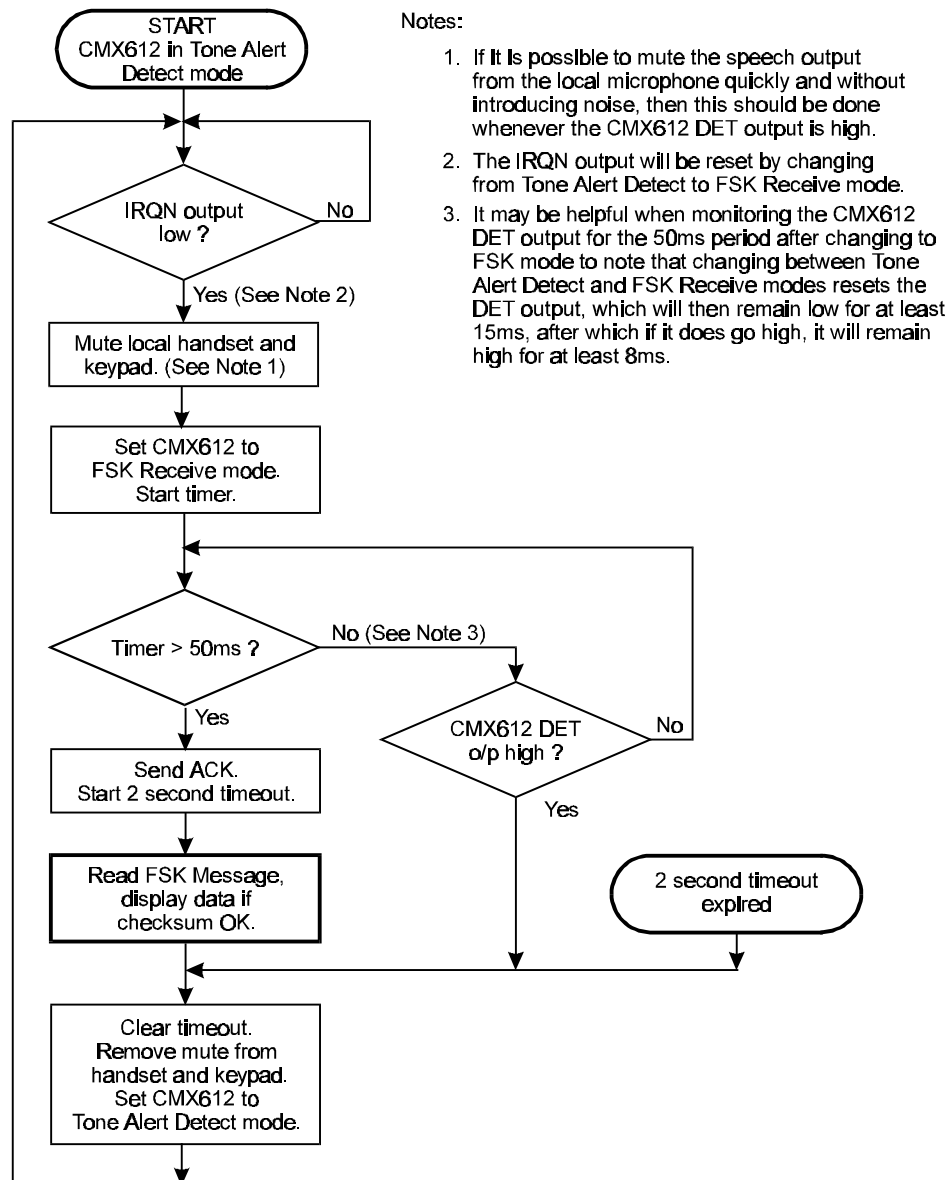 START
CMX612 in Tone Alert
Detect mode
Notes:
1. If it is possible to mute the speech output
from the local microphone quickly and without
introducing noise, then this should be done
whenever the CMX612 DET output is high.
2. The IRQN output will be reset by changing
from Tone Alert Detect to FSK Receive mode.
3. It may be helpful when monitoring the CMX612
DET output for the 50ms period after changing to
FSK mode to note that changing between Tone
Alert Detect and FSK Receive modes resets the
DET output, which will then remain low for at least
15ms, after which if it does go high, it will remain
high for at least 8ms.
IRQN output
low ?
No
Yes (See Note 2)
Mute local handset and
keypad. (See Note 1)
Set CMX612 to
FSK Receive mode.
Start timer.
Timer > 50ms ?
No (See Note 3)
Yes
CMX612 DET
o/p high ?
No
Yes
Send ACK.
Start 2 second timeout.
Read FSK Message,
display data if
checksum OK.
2 second timeout
expired
Clear timeout.
Remove mute from
handset and keypad.
Set CMX612 to
Tone Alert Detect mode.